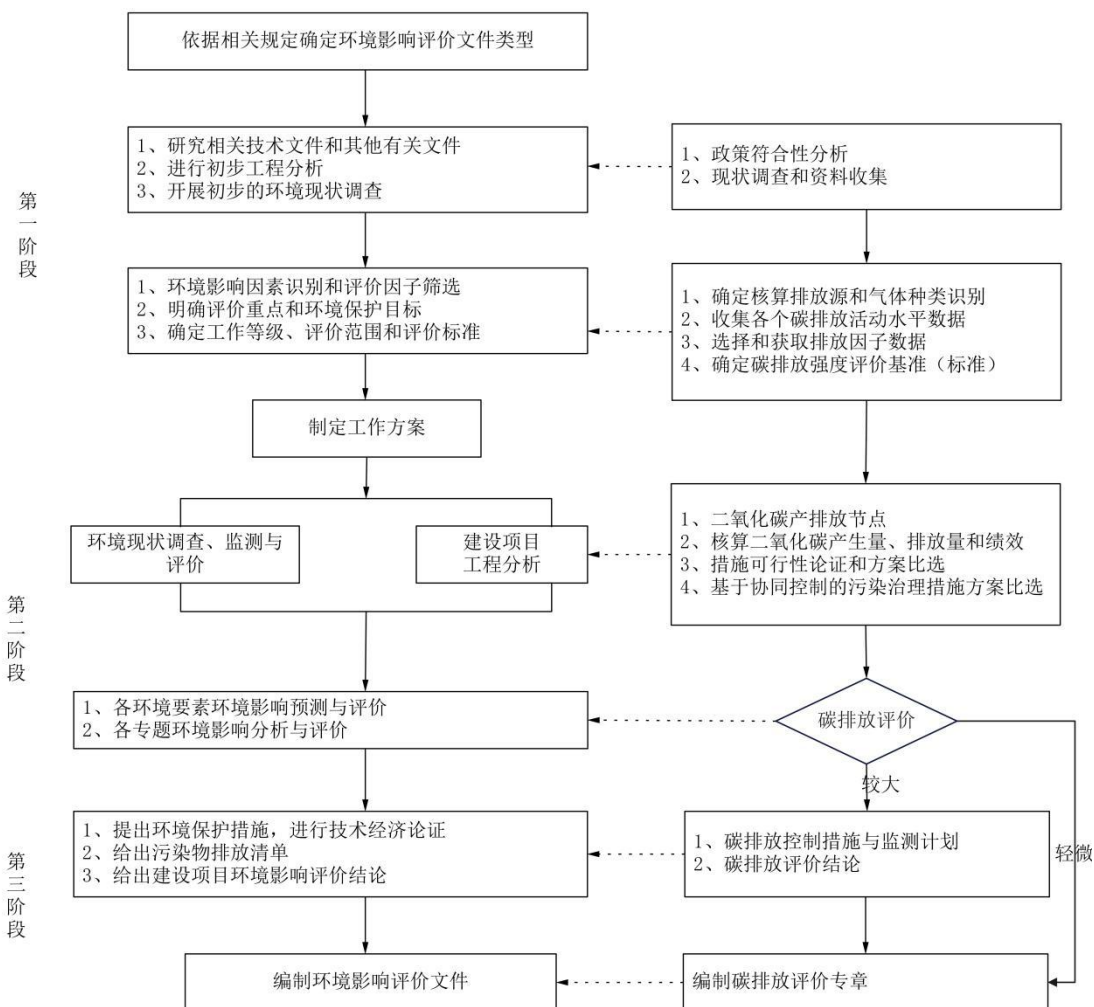 依据相关规定确定环境影响评价文件类型
第一阶段
1、研究相关技术文件和其他有关文件
2、进行初步工程分析
3、开展初步的环境现状调查
1、政策符合性分析
2、现状调查和资料收集
1、环境影响因素识别和评价因子筛选
2、明确评价重点和环境保护目标
3、确定工作等级、评价范围和评价标准
1、确定核算排放源和气体种类识别
2、收集各个碳排放活动水平数据
3、选择和获取排放因子数据
4、确定碳排放强度评价基准（标准）
制定工作方案
第二阶段
环境现状调查、监测与
评价
建设项目
工程分析
1、二氧化碳产排放节点
2、核算二氧化碳产生量、排放量和绩效
3、措施可行性论证和方案比选
4、基于协同控制的污染治理措施方案比选
1、各环境要素环境影响预测与评价
2、各专题环境影响分析与评价
碳排放评价
较大
轻微
第三阶段
1、提出环境保护措施，进行技术经济论证
2、给出污染物排放清单
3、给出建设项目环境影响评价结论
1、碳排放控制措施与监测计划
2、碳排放评价结论
编制环境影响评价文件
编制碳排放评价专章